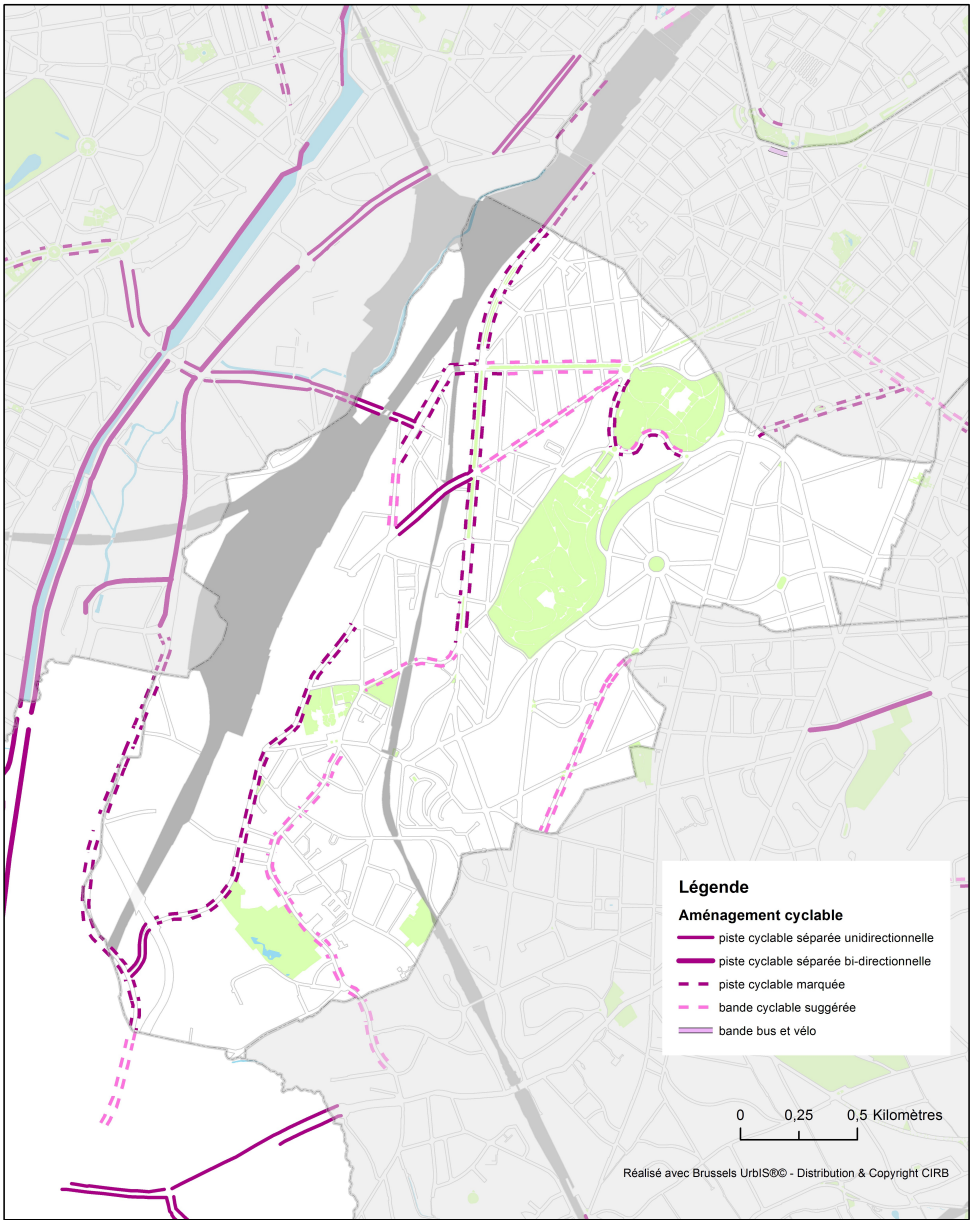 Légende
Aménagement cyclable
piste cyclable séparée unidirectionnelle
piste cyclable séparée bi-directionnelle
piste cyclable marquée
bande cyclable suggérée
bande bus et vélo
0 0,25 0,5 Kilomètres
Réalisé avec Brussels UrbIS®© - Distribution & Copyright CIRB